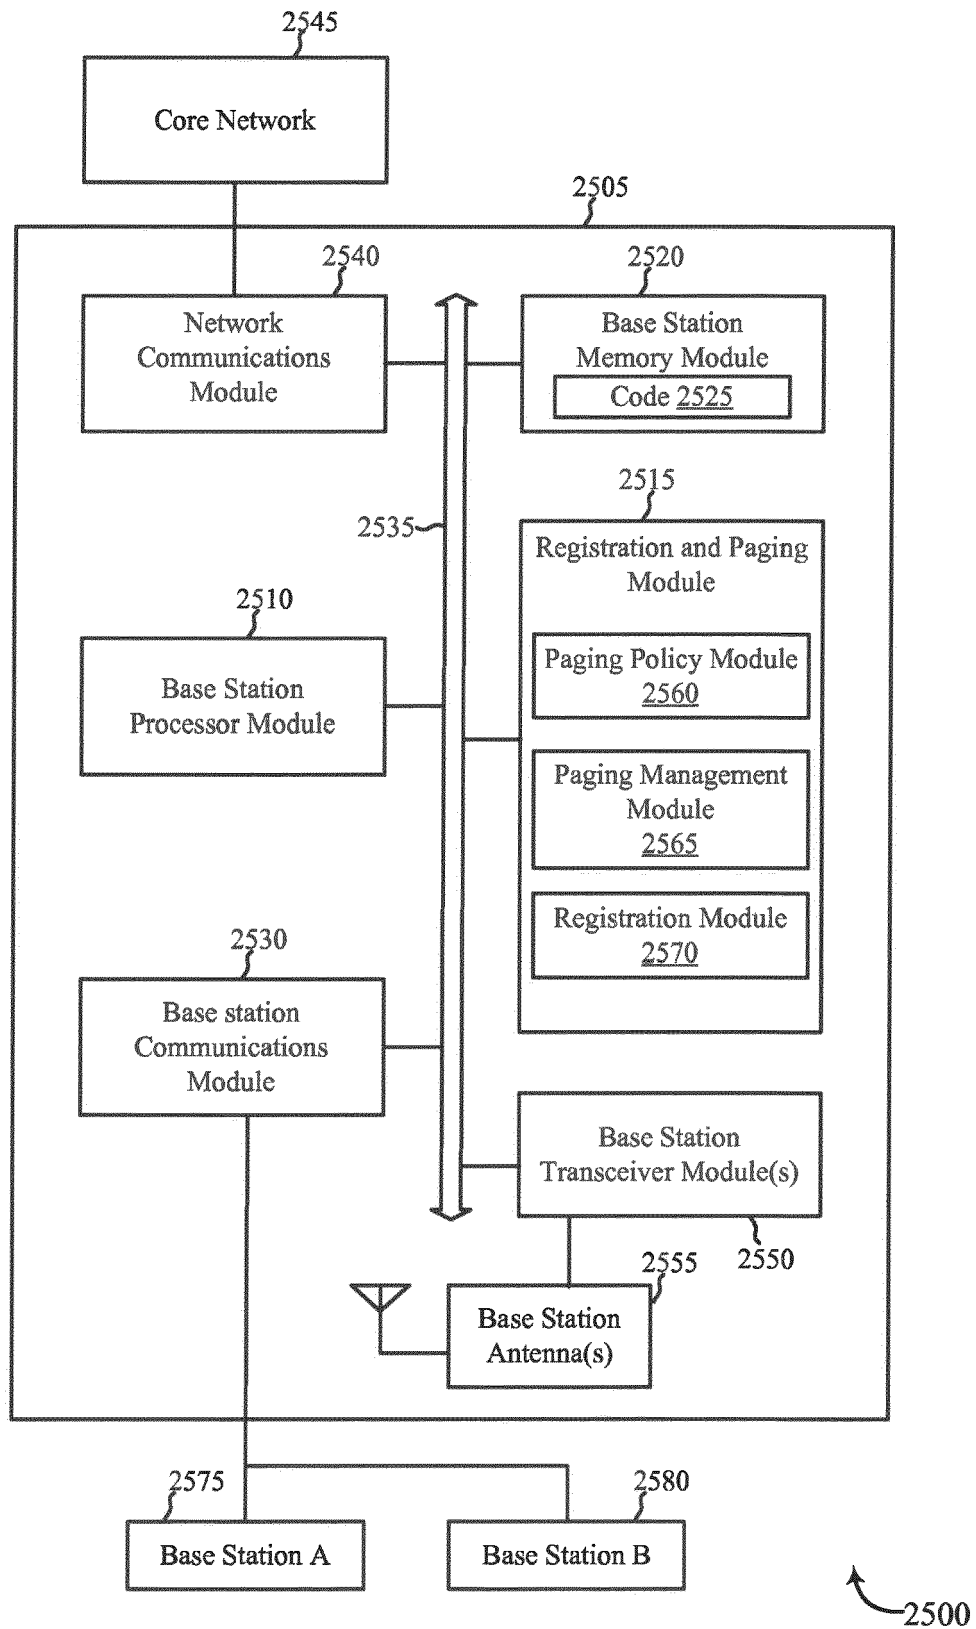 2545
Core Network
2505
2540
Network
Communications
Module
2520
Base Station
Memory Module
Code 2525
2535
2515
Registration and Paging
Module
Paging Policy Module
2560
Paging Management
Module
2565
Registration Module
2570
2510
Base Station
Processor Module
2530
Base station
Communications
Module
Base Station
Transceiver Module(s)
2550
2555
Base Station
Antenna(s)
2575
Base Station A
2580
Base Station B
2500